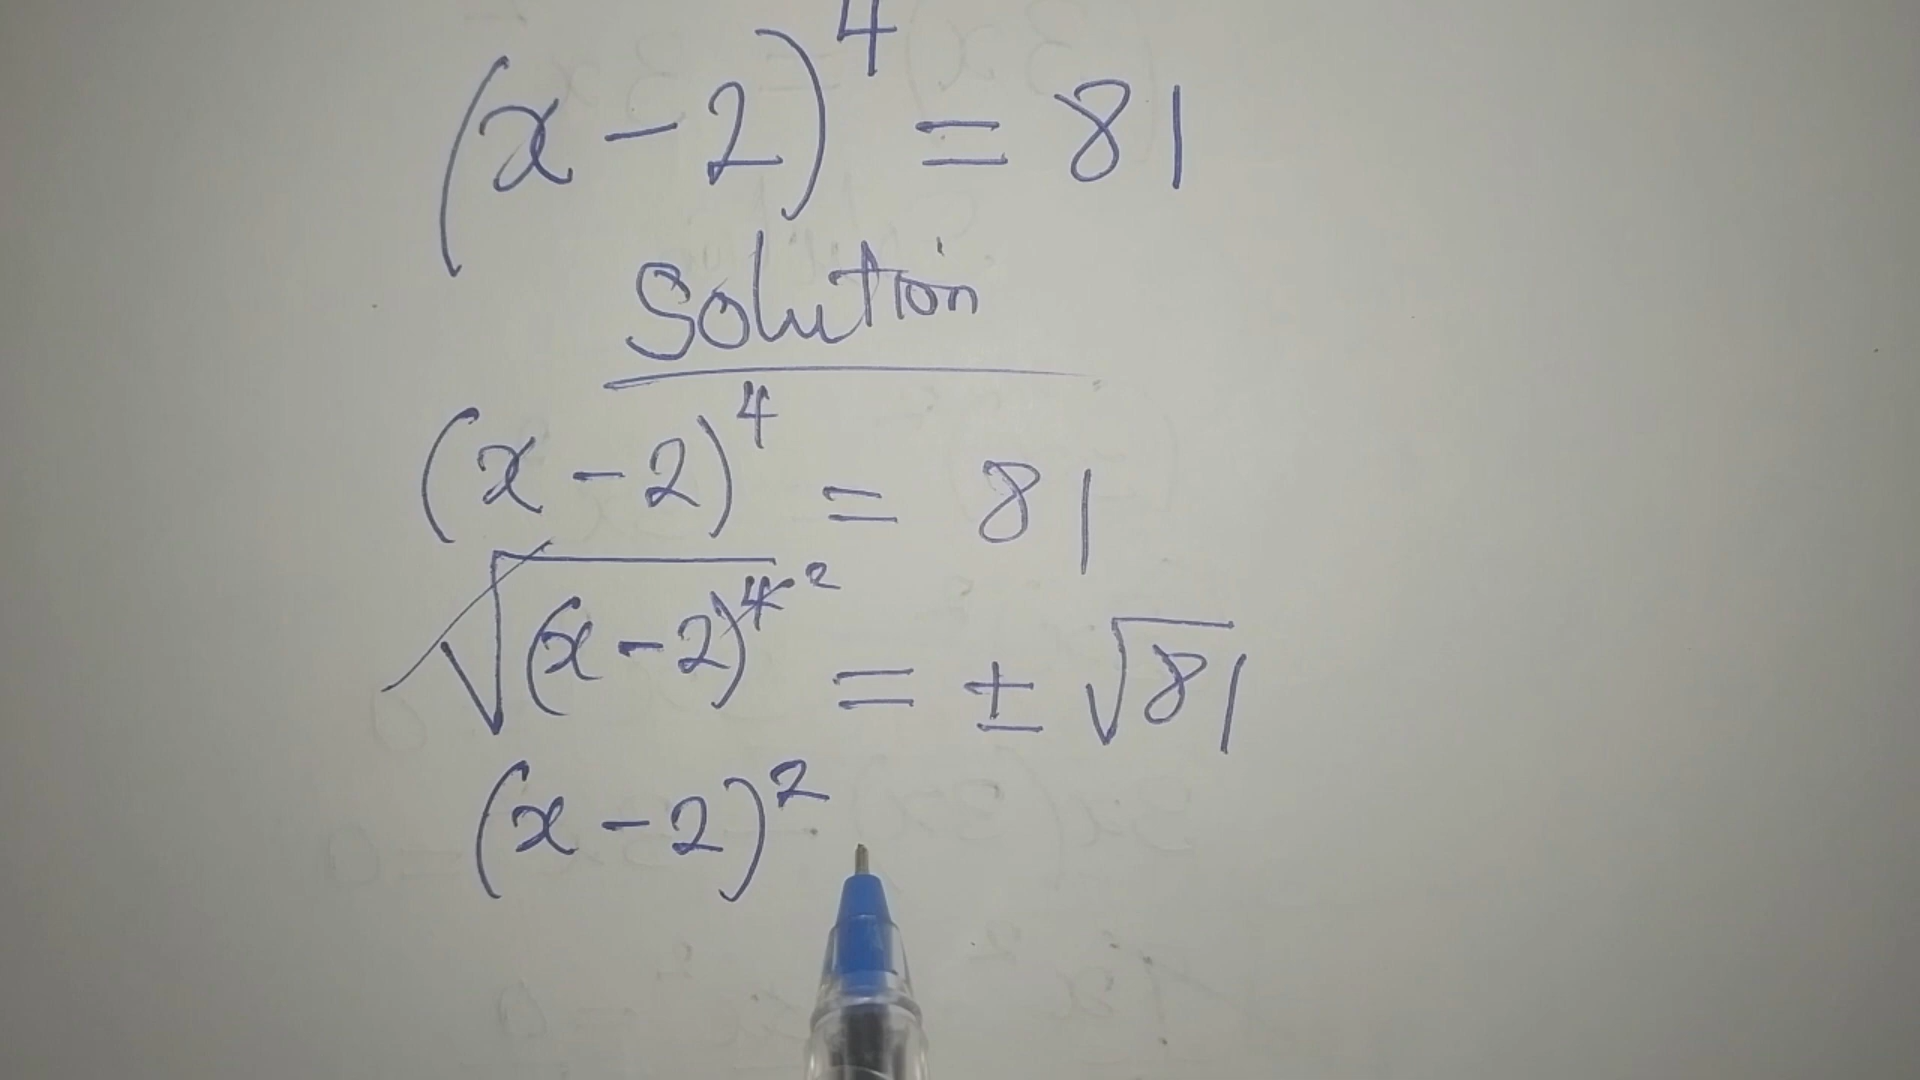 (x - 2)⁴ = 81
Solution
(x - 2)⁴ = 81
√(x - 2)⁴ ² = ± √81
(x - 2)²